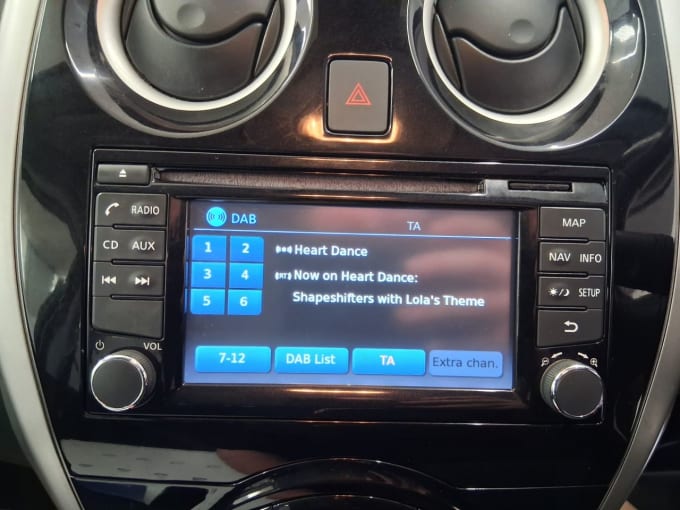 DAB
TA
RADIO
CD AUX
VOL
1 2
3 4
5 6
Heart Dance
Now on Heart Dance:
Shapeshifters with Lola's Theme
7-12 DAB List TA Extra chan.
MAP
NAV INFO
SETUP